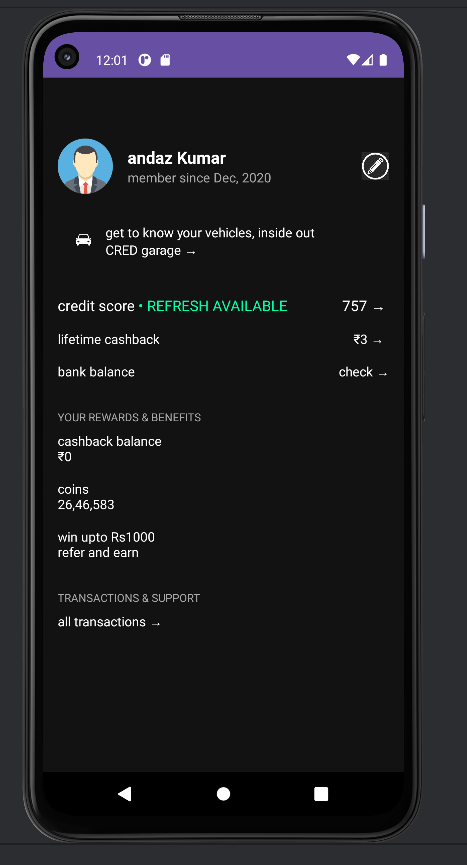 12:01
andaz Kumar
member since Dec, 2020
get to know your vehicles, inside out
CRED garage →
credit score • REFRESH AVAILABLE 757 →
lifetime cashback ₹3 →
bank balance check →
YOUR REWARDS & BENEFITS
cashback balance
₹0
coins
26,46,583
win upto Rs1000
refer and earn
TRANSACTIONS & SUPPORT
all transactions →